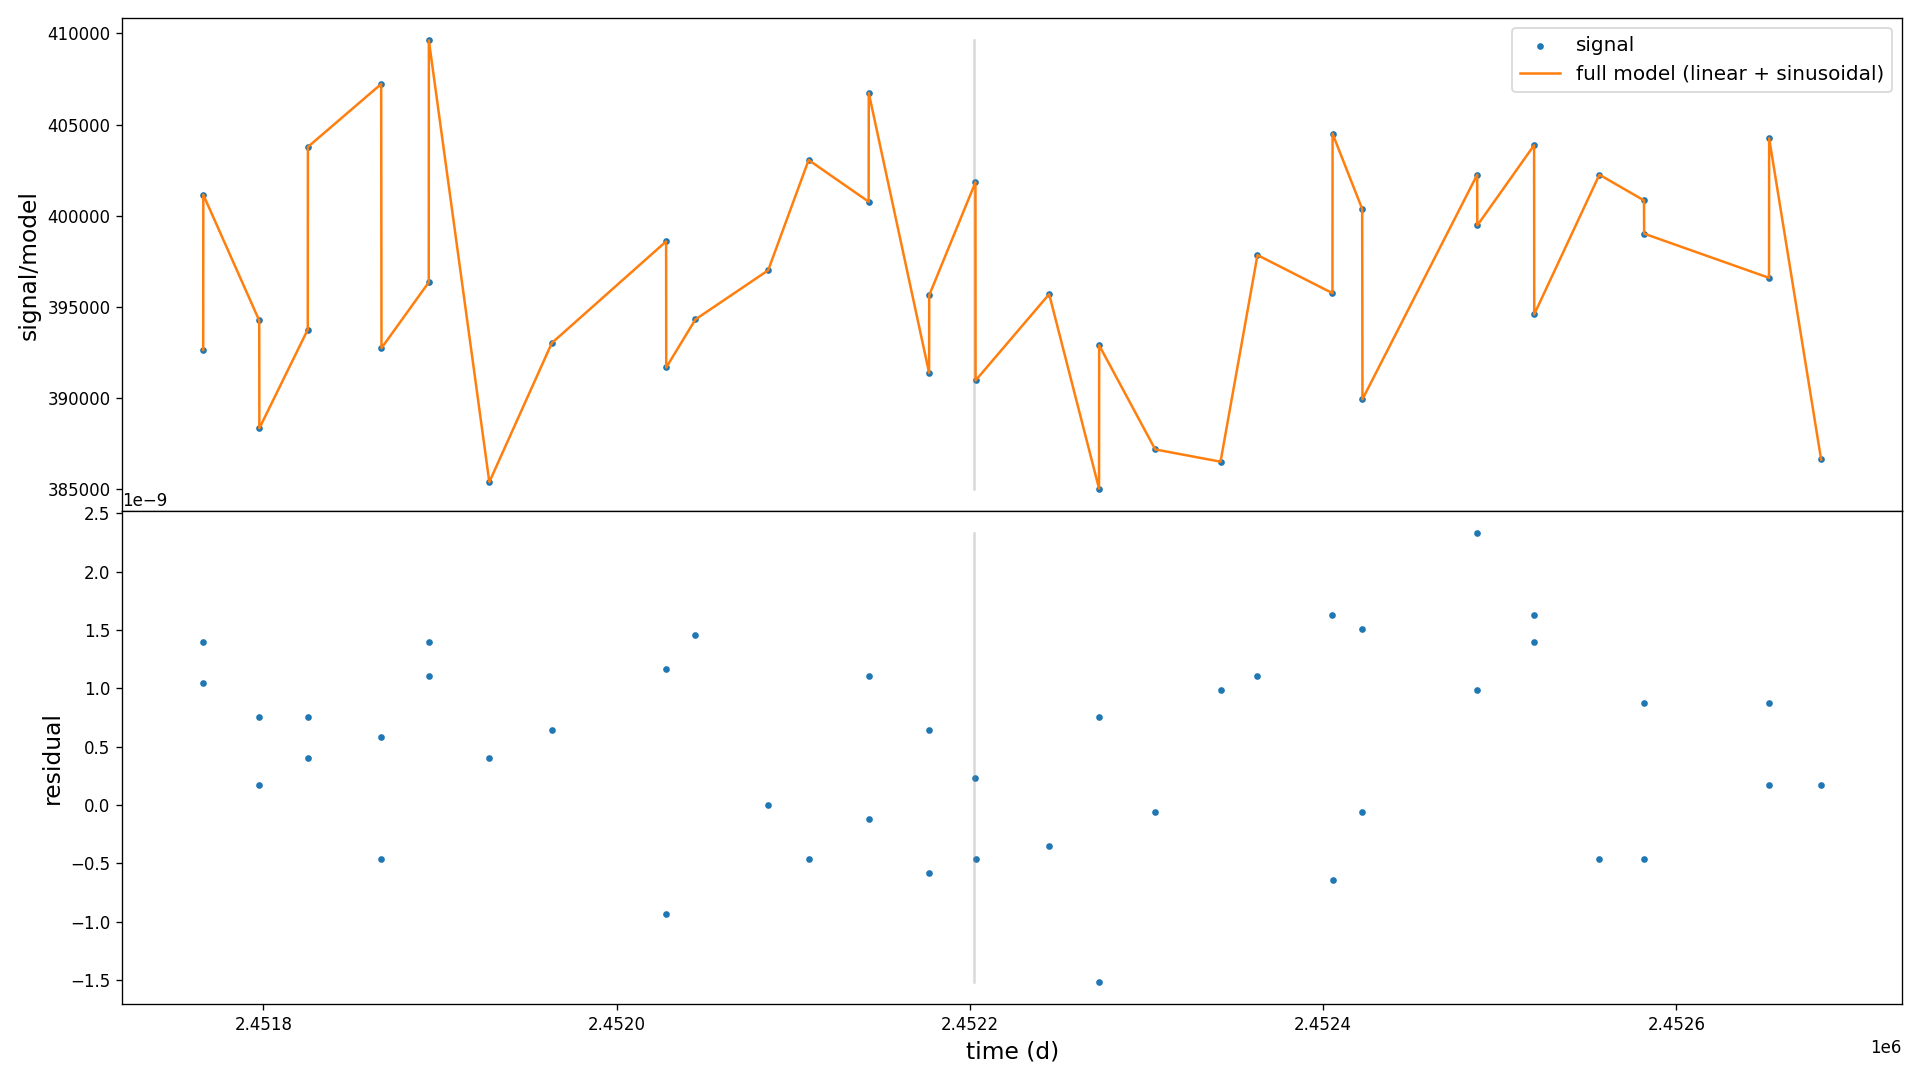 410000
405000
400000
395000
390000
385000
signal/model
signal
full model (linear + sinusoidal)
1e−9
2.5
2.0
1.5
1.0
0.5
0.0
−0.5
−1.0
−1.5
residual
2.4518
2.4520
2.4522
2.4524
2.4526
time (d)
1e6